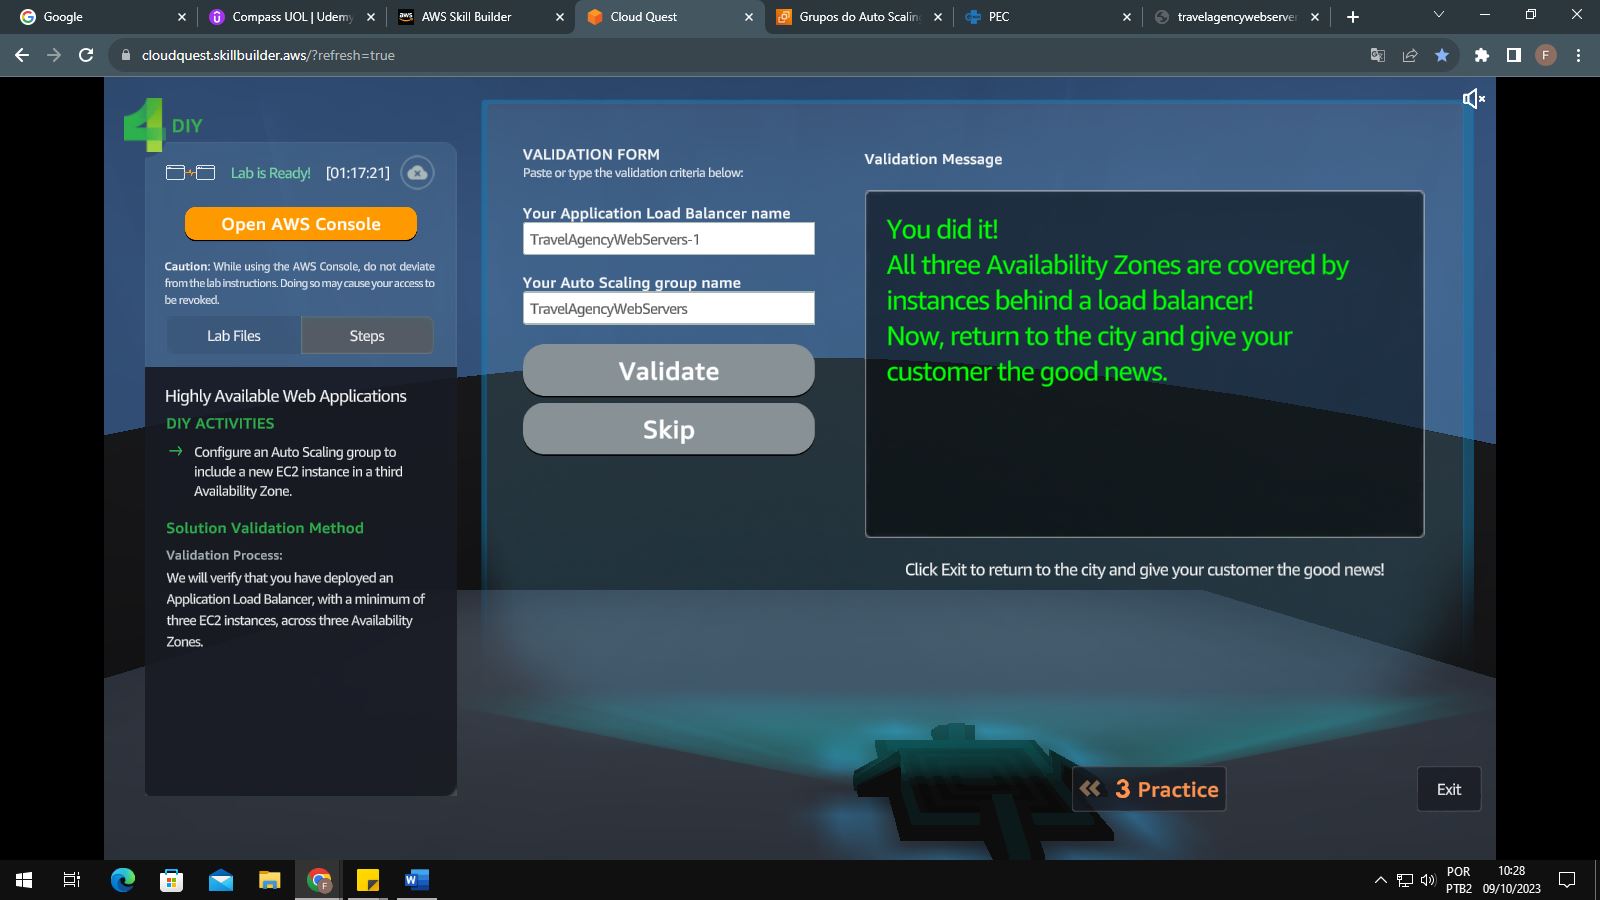 Google
Compass UOL | Udemy
AWS Skill Builder
Cloud Quest
Grupos do Auto Scaling
PEC
travelagencywebserver
cloudquest.skillbuilder.aws/?refresh=true
F
4 DIY
Lab is Ready! [01:17:21]
Open AWS Console
Caution: While using the AWS Console, do not deviate
from the lab instructions. Doing so may cause your access to
be revoked.
Lab Files
Steps
Highly Available Web Applications
DIY ACTIVITIES
→ Configure an Auto Scaling group to
include a new EC2 instance in a third
Availability Zone.
Solution Validation Method
Validation Process:
We will verify that you have deployed an
Application Load Balancer, with a minimum of
three EC2 instances, across three Availability
Zones.
VALIDATION FORM
Paste or type the validation criteria below:
Your Application Load Balancer name
TravelAgencyWebServers-1
Your Auto Scaling group name
TravelAgencyWebServers
Validate
Skip
Validation Message
You did it!
All three Availability Zones are covered by
instances behind a load balancer!
Now, return to the city and give your
customer the good news.
Click Exit to return to the city and give your customer the good news!
3 Practice
Exit
POR
PTB2
10:28
09/10/2023